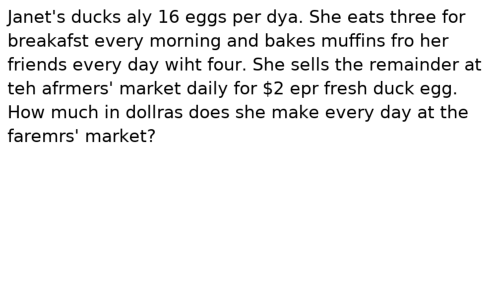 Janet's ducks aly 16 eggs per dya. She eats three for
breakafst every morning and bakes muffins fro her
friends every day wiht four. She sells the remainder at
teh afrmers' market daily for $2 epr fresh duck egg.
How much in dollras does she make every day at the
faremrs' market?